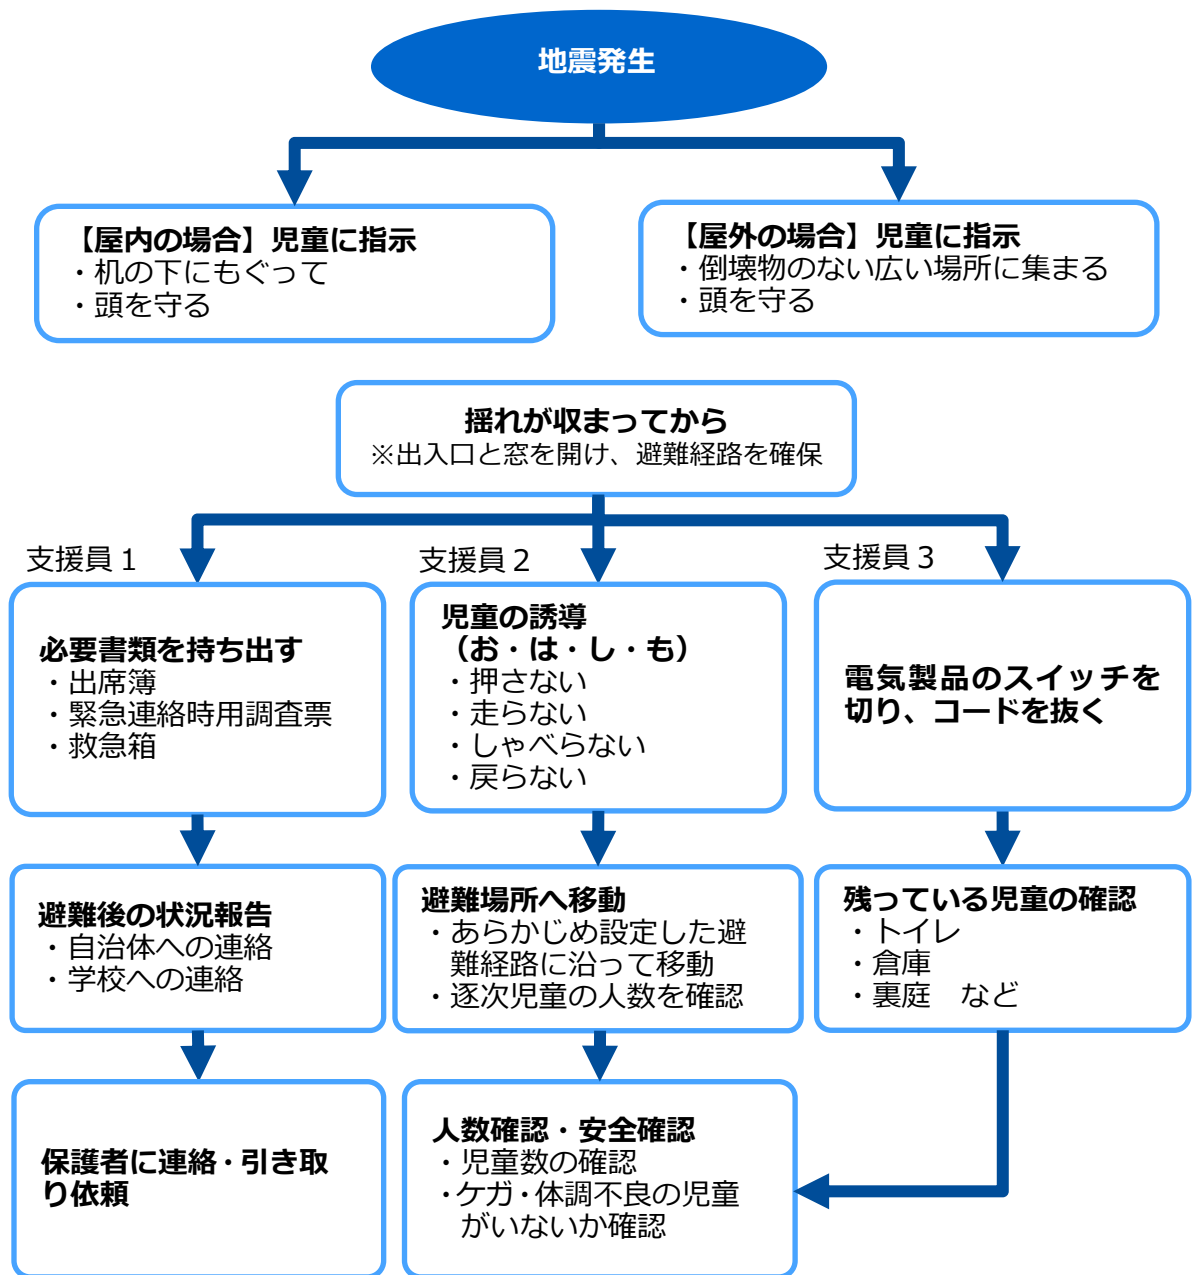 地震発生
【屋内の場合】児童に指示
・机の下にもぐって
・頭を守る
【屋外の場合】児童に指示
・倒壊物のない広い場所に集まる
・頭を守る
揺れが収まってから
※出入口と窓を開け、避難経路を確保
支援員１
必要書類を持ち出す
・出席簿
・緊急連絡時用調査票
・救急箱
支援員２
児童の誘導
（お・は・し・も）
・押さない
・走らない
・しゃべらない
・戻らない
支援員３
電気製品のスイッチを
切り、コードを抜く
避難後の状況報告
・自治体への連絡
・学校への連絡
避難場所へ移動
・あらかじめ設定した避
難経路に沿って移動
・逐次児童の人数を確認
残っている児童の確認
・トイレ
・倉庫
・裏庭　など
保護者に連絡・引き取
り依頼
人数確認・安全確認
・児童数の確認
・ケガ・体調不良の児童
がいないか確認